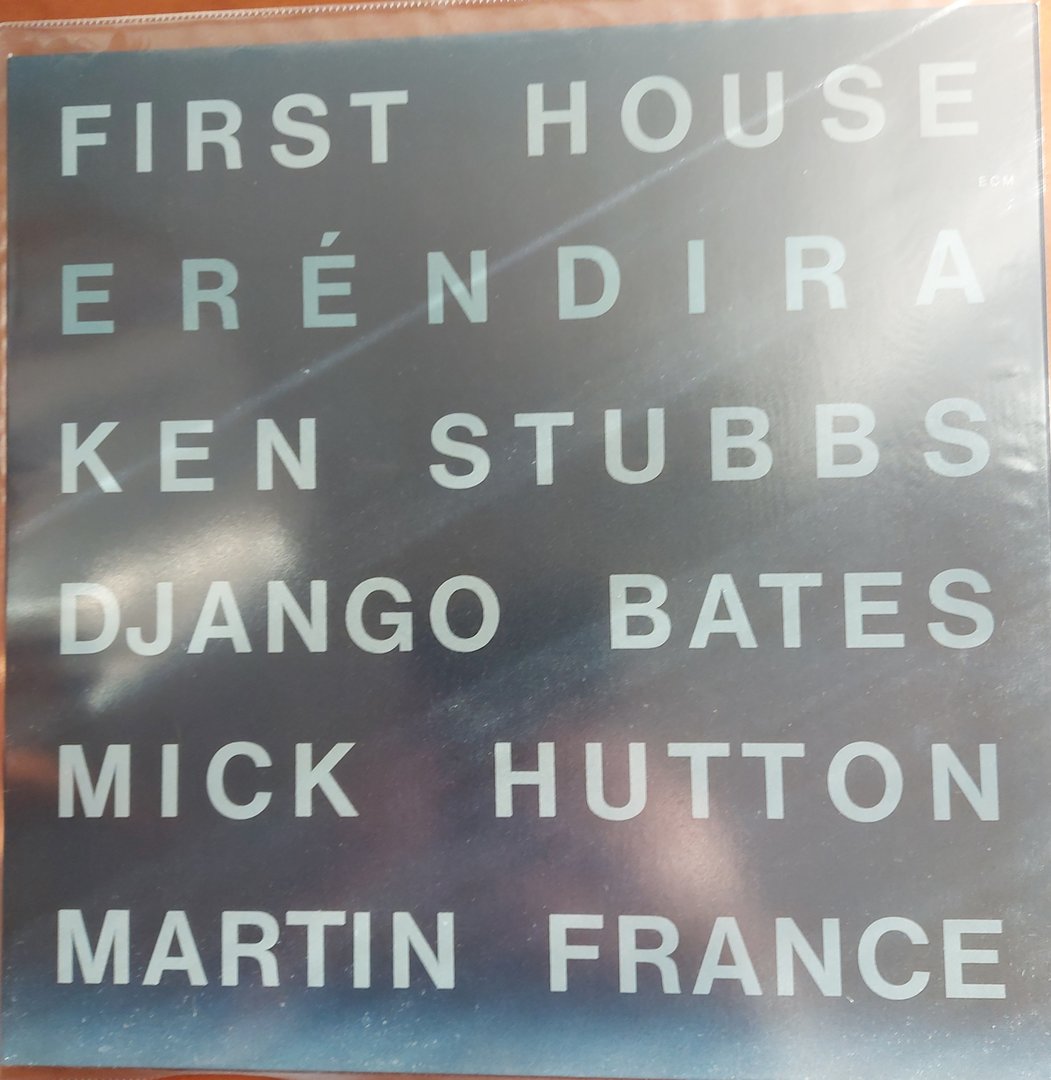 FIRST HOUSE
ECM
ERÉNDIRA
KEN STUBBS
DJANGO BATES
MICK HUTTON
MARTIN FRANCE